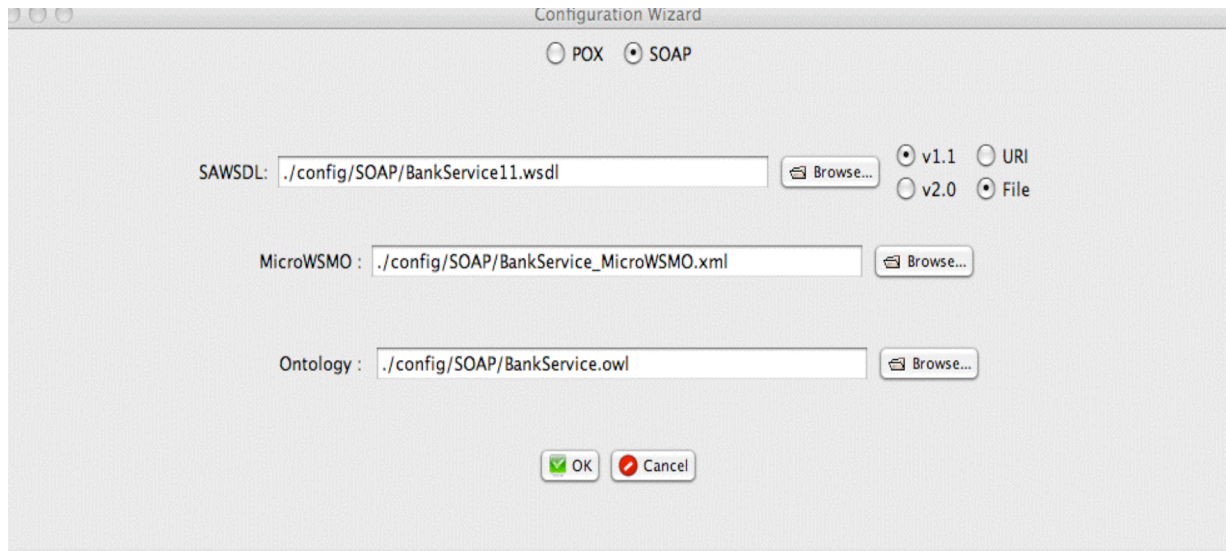 Configuration Wizard
POX SOAP
SAWSDL: ./config/SOAP/BankService11.wsdl Browse... v1.1 URI
v2.0 File
MicroWSMO : ./config/SOAP/BankService_MicroWSMO.xml Browse...
Ontology : ./config/SOAP/BankService.owl Browse...
OK Cancel